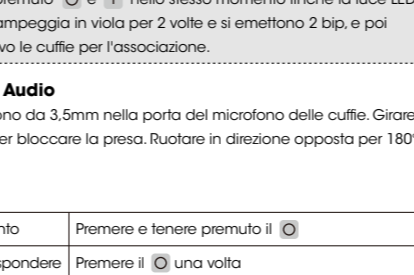 nello stesso momento finché la luce LED
ampeggia in viola per 2 volte e si emettono 2 bip, e poi
vo le cuffie per l'associazione.
Audio
ono da 3,5mm nella porta del microfono delle cuffie. Girare
er bloccare la presa. Ruotare in direzione opposta per 180°
nto Premere e tenere premuto il O
spondere Premere il O una volta